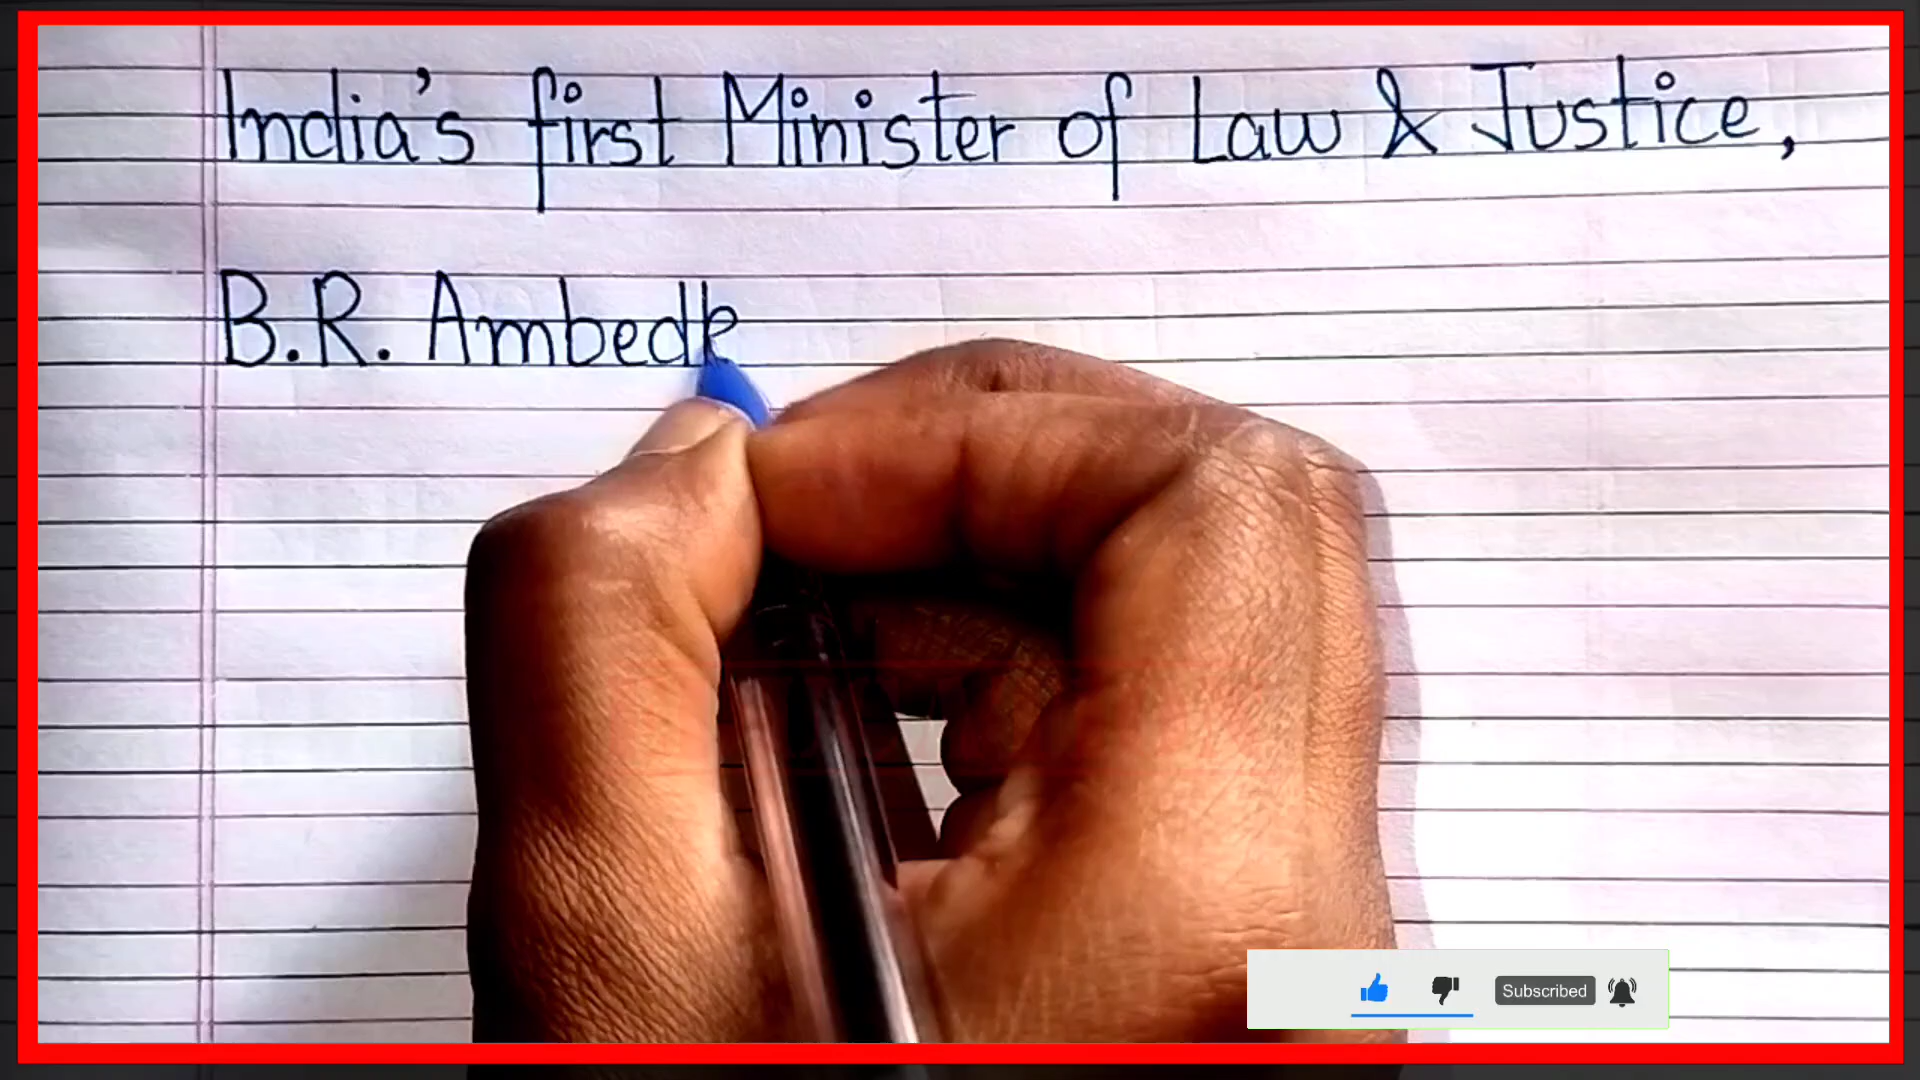 India's first Minister of Law & Justice,
B.R. Ambedk
Subscribed